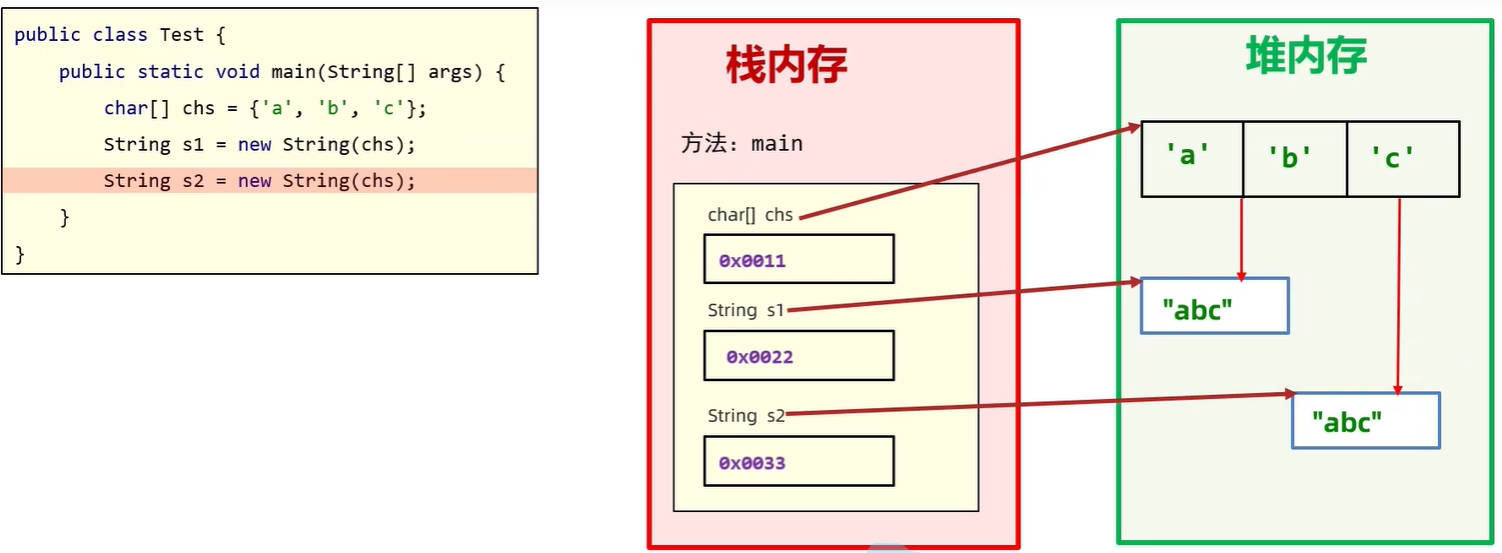 public class Test {
    public static void main(String[] args) {
        char[] chs = {'a', 'b', 'c'};
        String s1 = new String(chs);
        String s2 = new String(chs);
    }
}
栈内存
方法：main
char[] chs
0x0011
String s1
0x0022
String s2
0x0033
堆内存
'a' 'b' 'c'
"abc"
"abc"